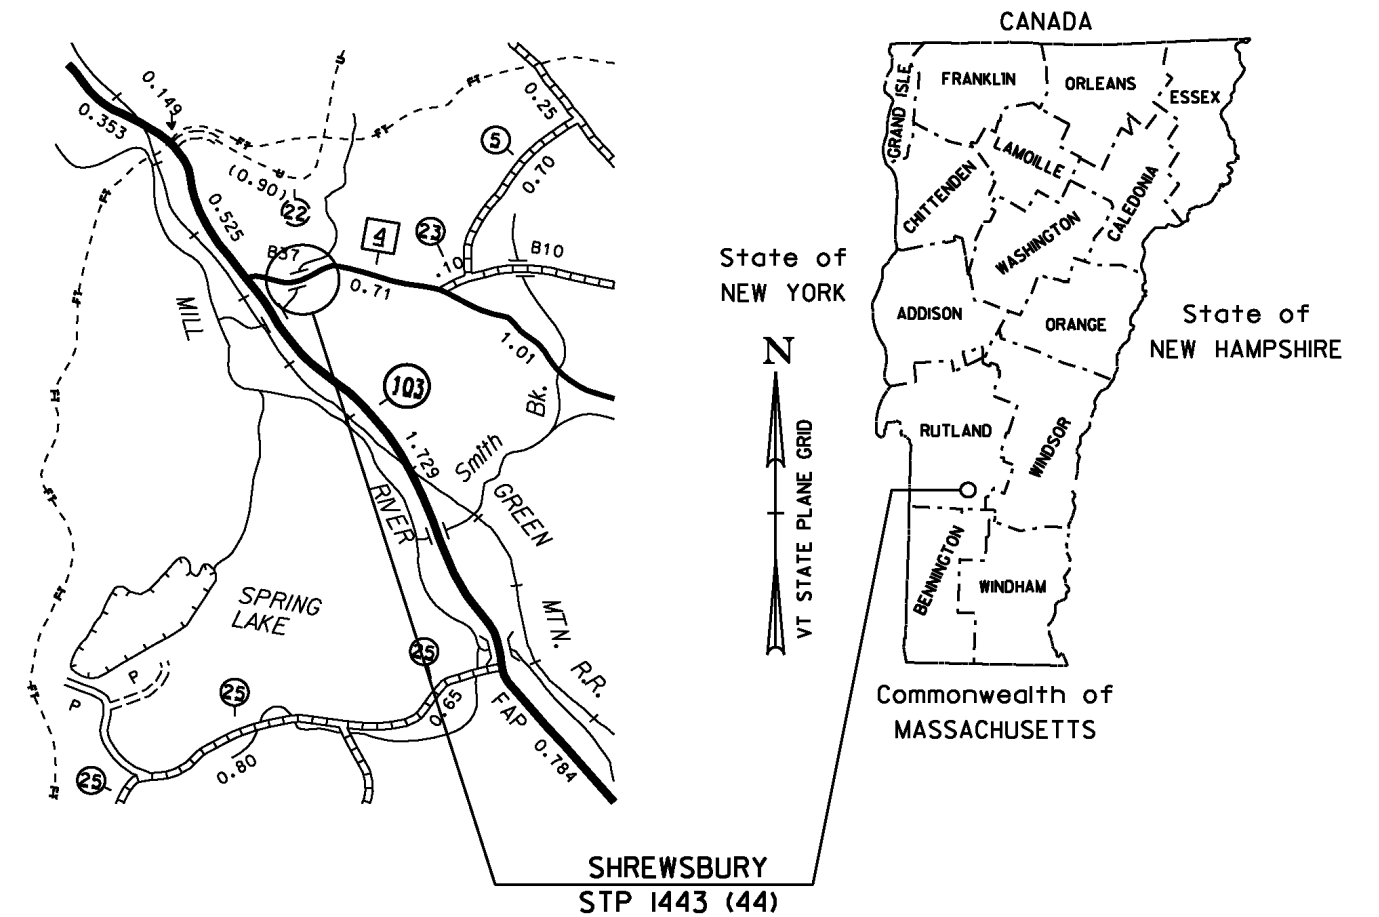 0.149
0.353
(0.90)
22
0.525
B37
4
23
.10
5
0.25
0.70
B10
0.71
1.01
MILL
103
1.729
Bk.
Smith
RIVER
GREEN
MTN.
R.R.
SPRING
LAKE
P
P
25
25
25
0.65
0.80
FAP
0.784
CANADA
GRAND ISLE
FRANKLIN
ORLEANS
ESSEX
LAMOILLE
CHITTENDEN
CALEDONIA
WASHINGTON
State of
NEW YORK
ADDISON
ORANGE
State of
NEW HAMPSHIRE
N
VT STATE PLANE GRID
RUTLAND
WINDSOR
BENNINGTON
WINDHAM
Commonwealth of
MASSACHUSETTS
SHREWSBURY
STP 1443 (44)